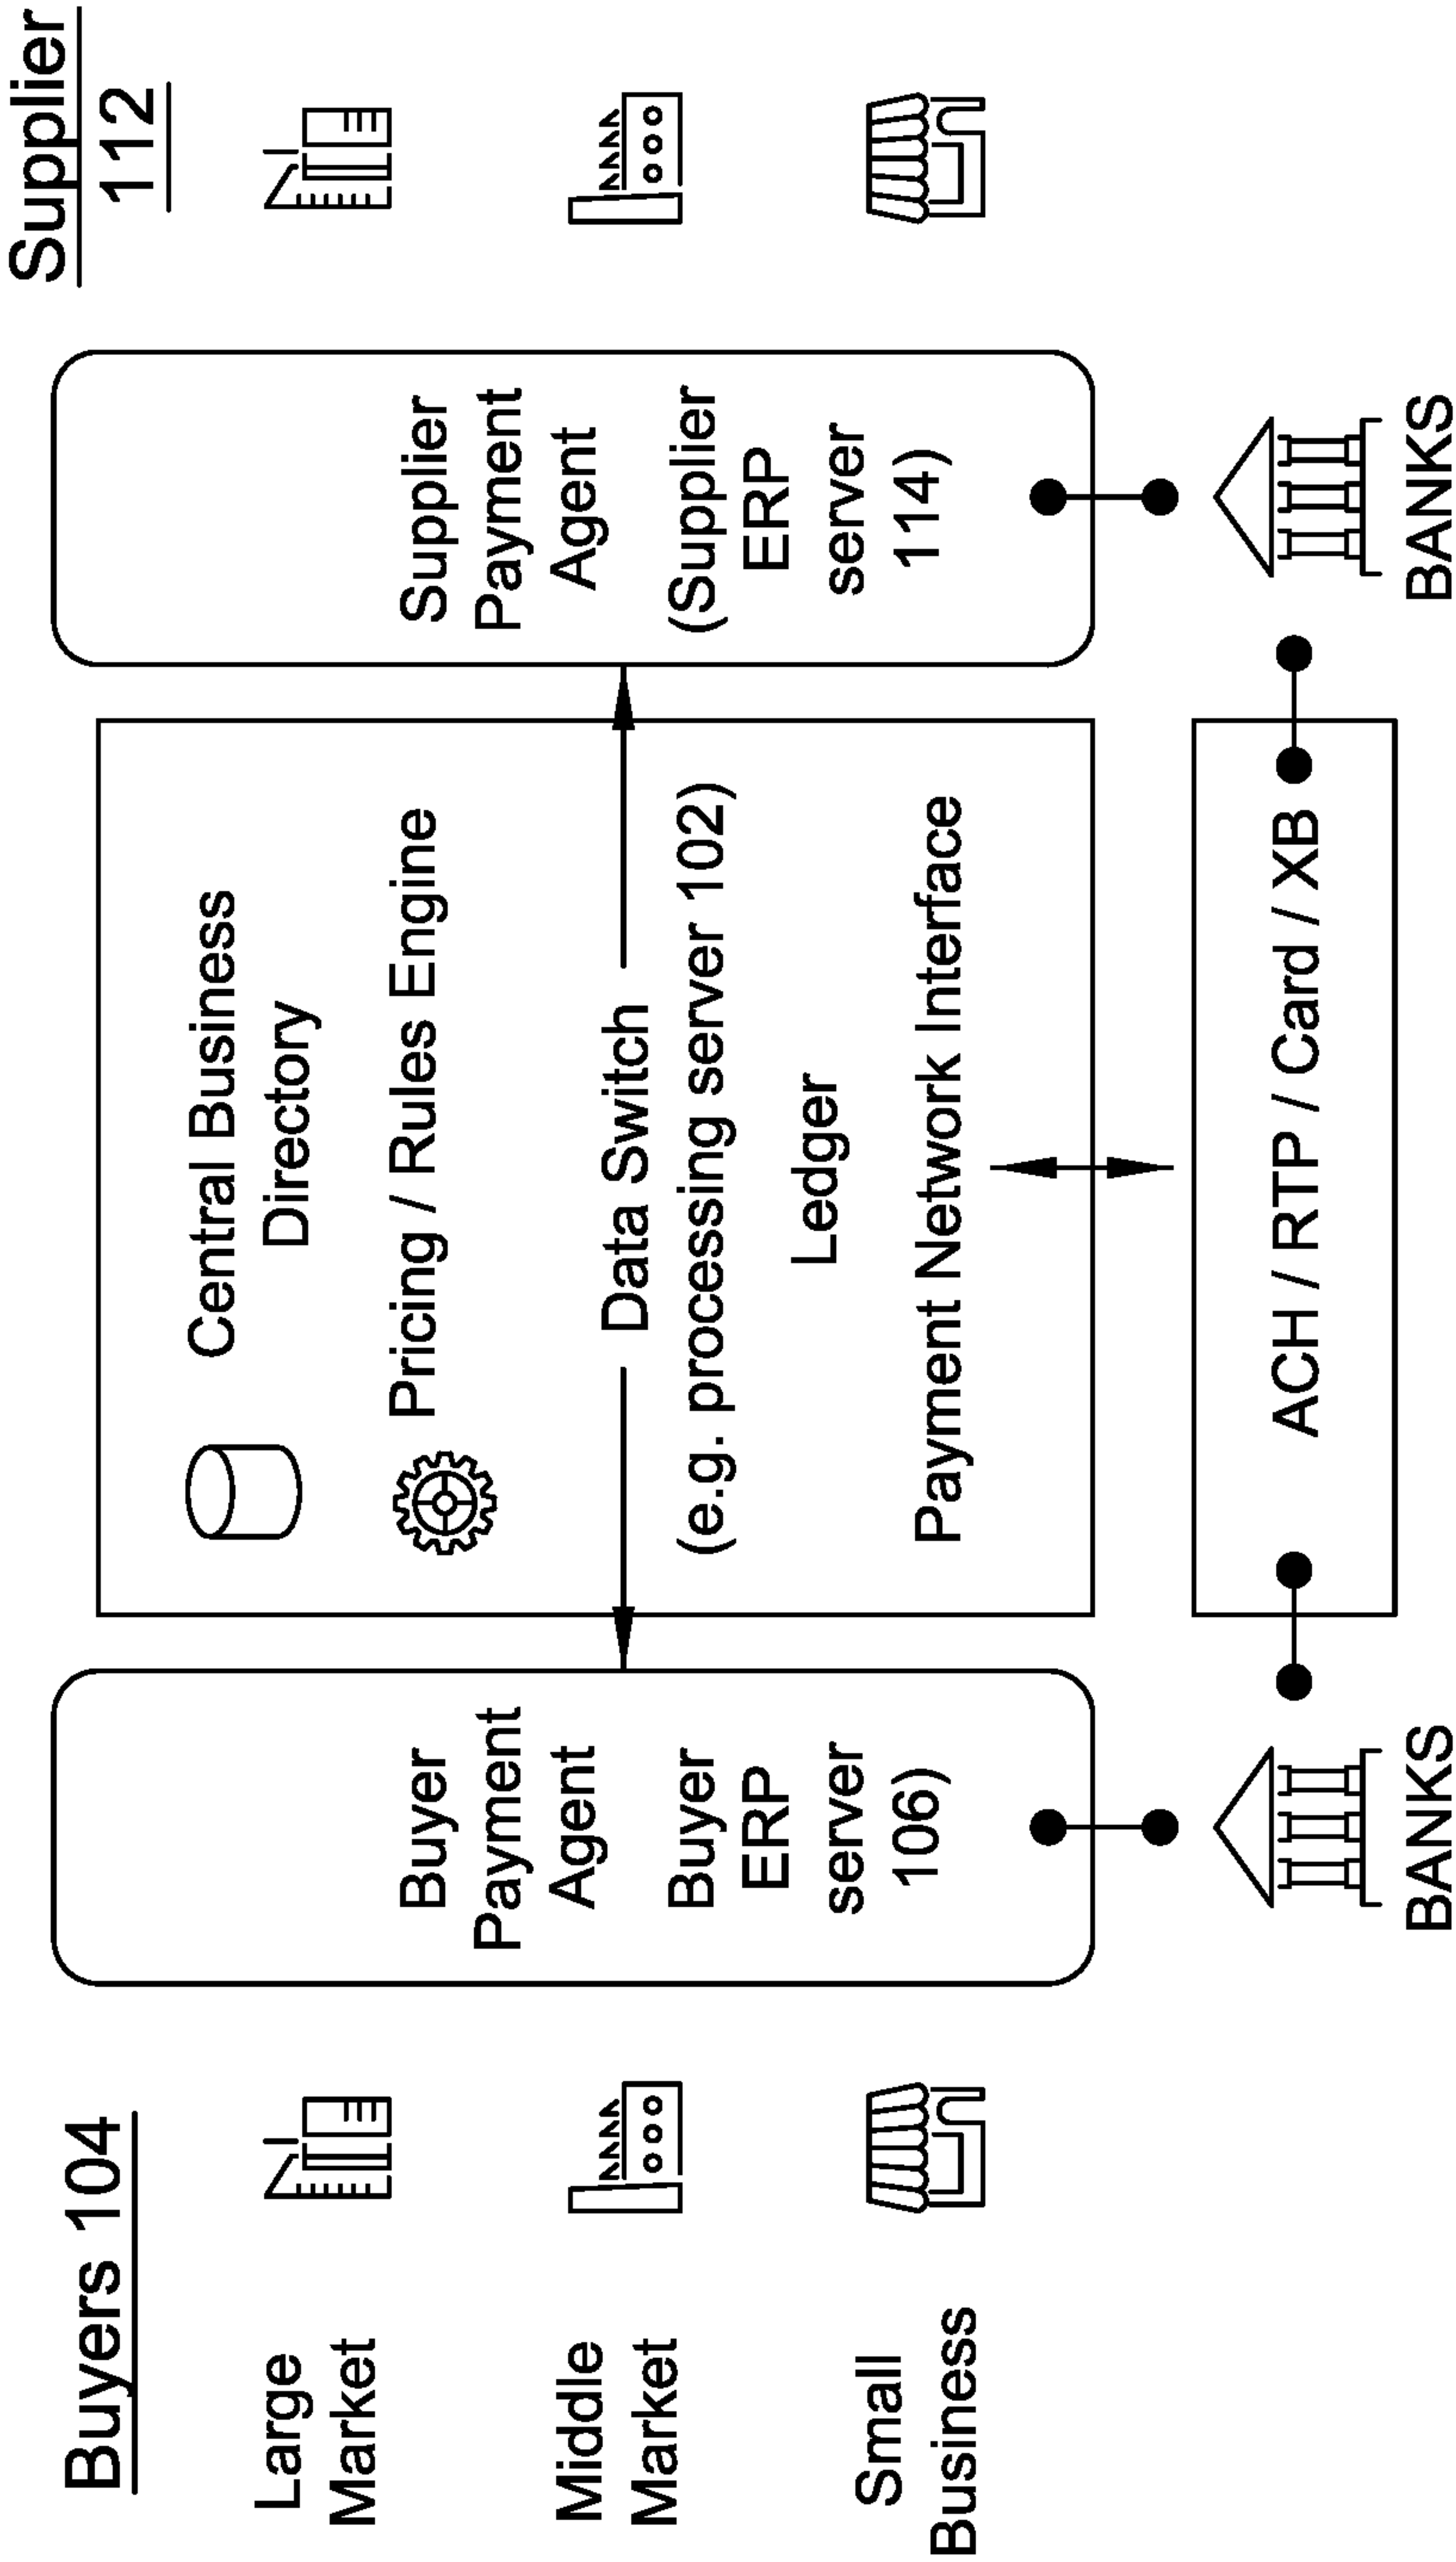 Buyers 104
Large
Market
Middle
Market
Small
Business
Buyer
Payment
Agent
Buyer
ERP
server
106)
BANKS
Central Business
Directory
Pricing / Rules Engine
Data Switch
(e.g. processing server 102)
Ledger
Payment Network Interface
ACH / RTP / Card / XB
Supplier
Payment
Agent
(Supplier
ERP
server
114)
BANKS
Supplier
112